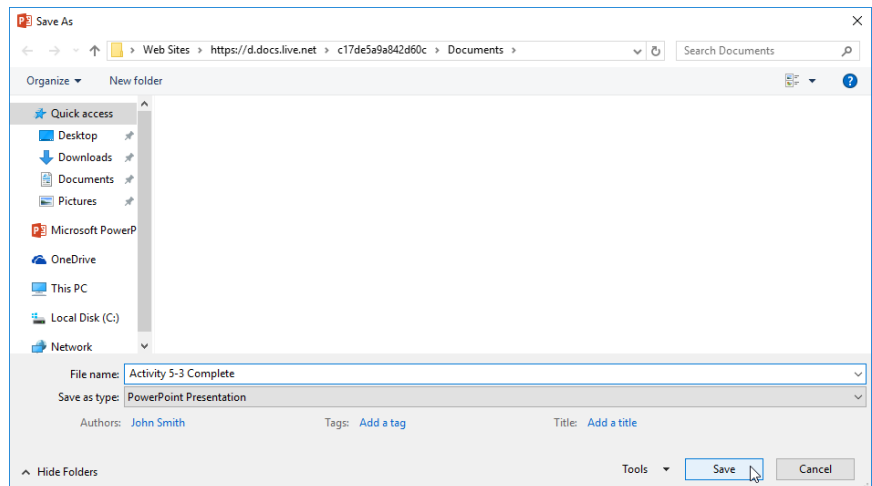 Save As
Web Sites > https://d.docs.live.net > c17de5a9a842d60c > Documents >
Search Documents
Organize
New folder
Quick access
Desktop
Downloads
Documents
Pictures
Microsoft PowerP
OneDrive
This PC
Local Disk (C:)
Network
File name: Activity 5-3 Complete
Save as type: PowerPoint Presentation
Authors: John Smith Tags: Add a tag Title: Add a title
Hide Folders
Tools Save Cancel